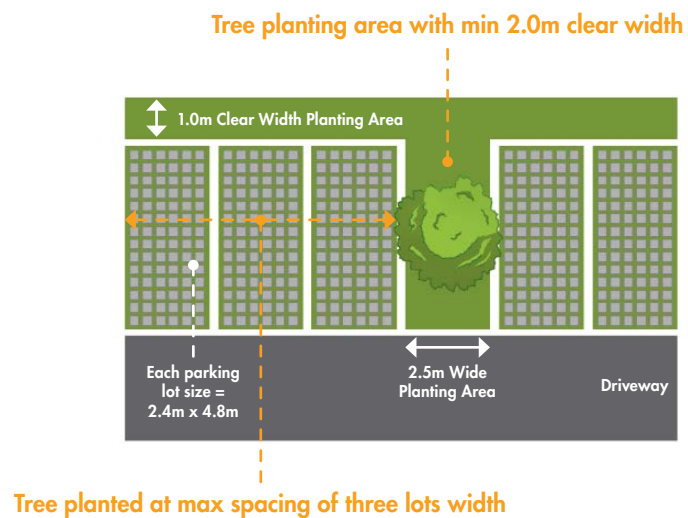 Tree planting area with min 2.0m clear width
1.0m Clear Width Planting Area
Each parking
lot size =
2.4m x 4.8m
2.5m Wide
Planting Area
Driveway
Tree planted at max spacing of three lots width